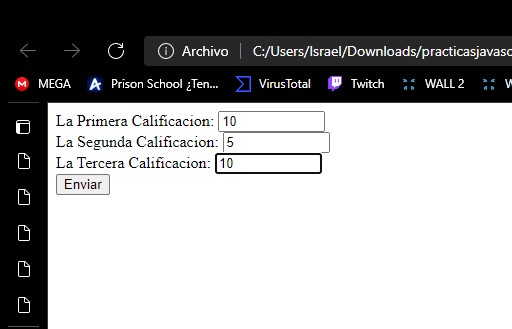 Archivo C:/Users/Israel/Downloads/practicasjavasc
MEGA Prison School ¿Ten... VirusTotal Twitch WALL 2 W
La Primera Calificacion: 10
La Segunda Calificacion: 5
La Tercera Calificacion: 10
Enviar